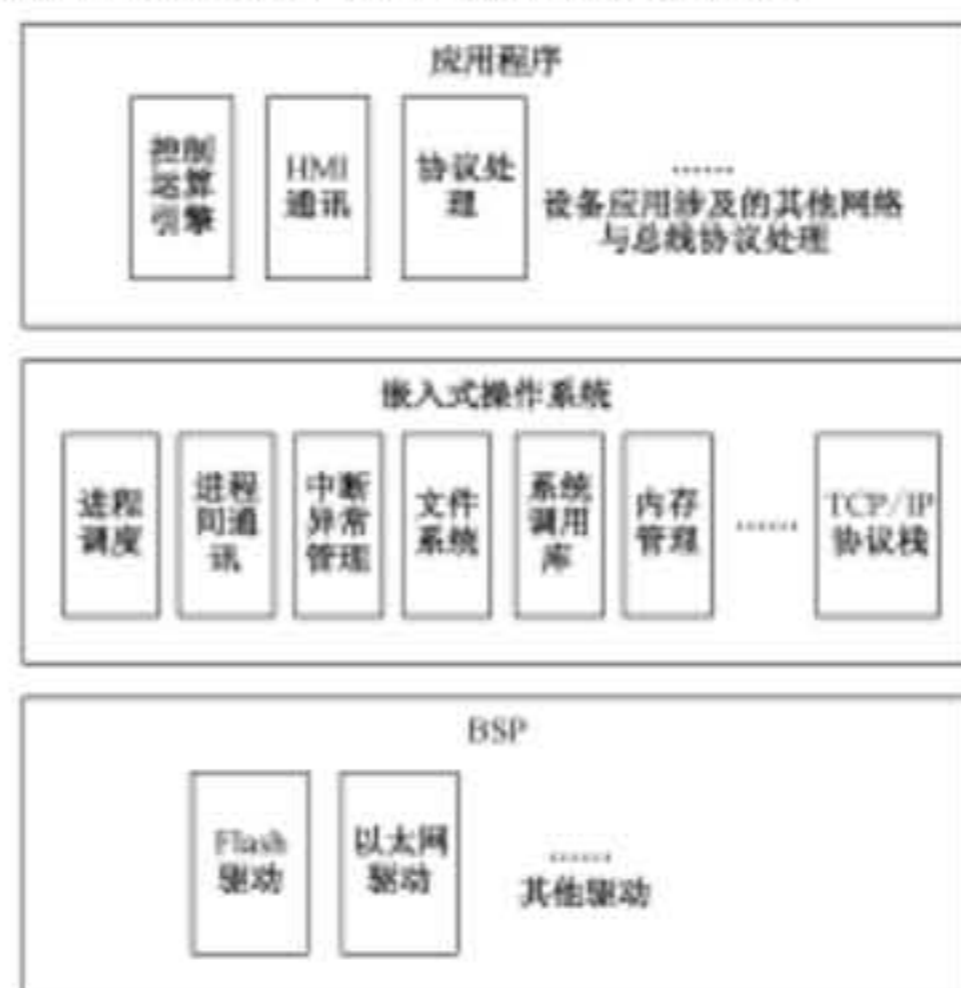 应用程序
控制
运算
引擎
HMI
通讯
协议处
理
……
设备应用涉及的其他网络
与总线协议处理
嵌入式操作系统
进程
调度
进程
间通
讯
中断
异常
管理
文件
系统
系统
调用
库
内存
管理
……
TCP/IP
协议栈
BSP
Flash
驱动
以太网
驱动
……
其他驱动